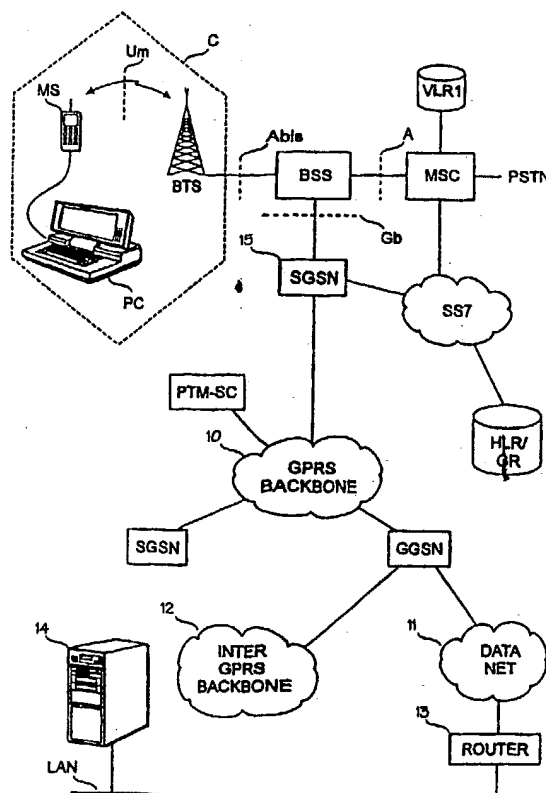 C
Um
MS
VLR1
Abis
A
BTS
BSS
MSC
PSTN
Gb
15
PC
SGSN
SS7
PTM-SC
10
GPRS
BACKBONE
HLR/
GR
SGSN
GGSN
12
11
14
INTER
GPRS
BACKBONE
DATA
NET
13
ROUTER
LAN